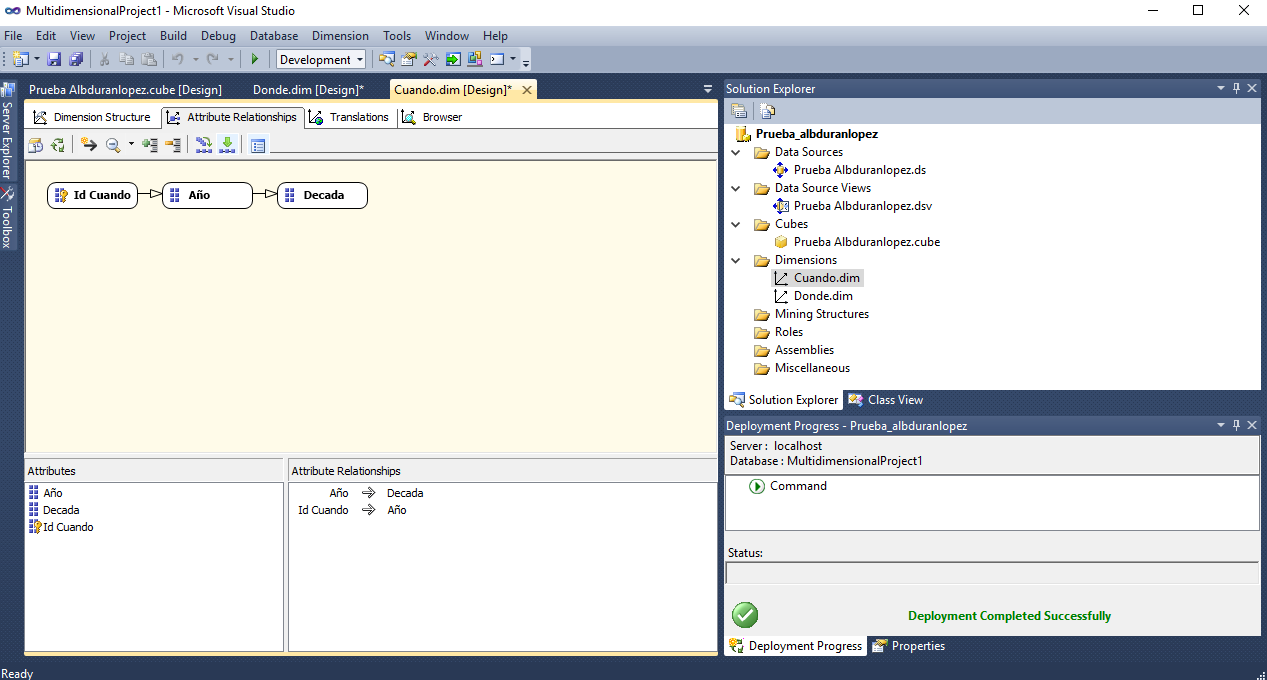 MultidimensionalProject1 - Microsoft Visual Studio
File Edit View Project Build Debug Database Dimension Tools Window Help
Development
Server Explorer
Toolbox
Prueba Albduranlopez.cube [Design] Donde.dim [Design]* Cuando.dim [Design]*
Dimension Structure Attribute Relationships Translations Browser
Id Cuando Año Decada
Attributes
Año
Decada
Id Cuando
Attribute Relationships
Año Decada
Id Cuando Año
Solution Explorer
Prueba_albduranlopez
Data Sources
Prueba Albduranlopez.ds
Data Source Views
Prueba Albduranlopez.dsv
Cubes
Prueba Albduranlopez.cube
Dimensions
Cuando.dim
Donde.dim
Mining Structures
Roles
Assemblies
Miscellaneous
Solution Explorer Class View
Deployment Progress - Prueba_albduranlopez
Server : localhost
Database : MultidimensionalProject1
Command
Status:
Deployment Completed Successfully
Deployment Progress Properties
Ready